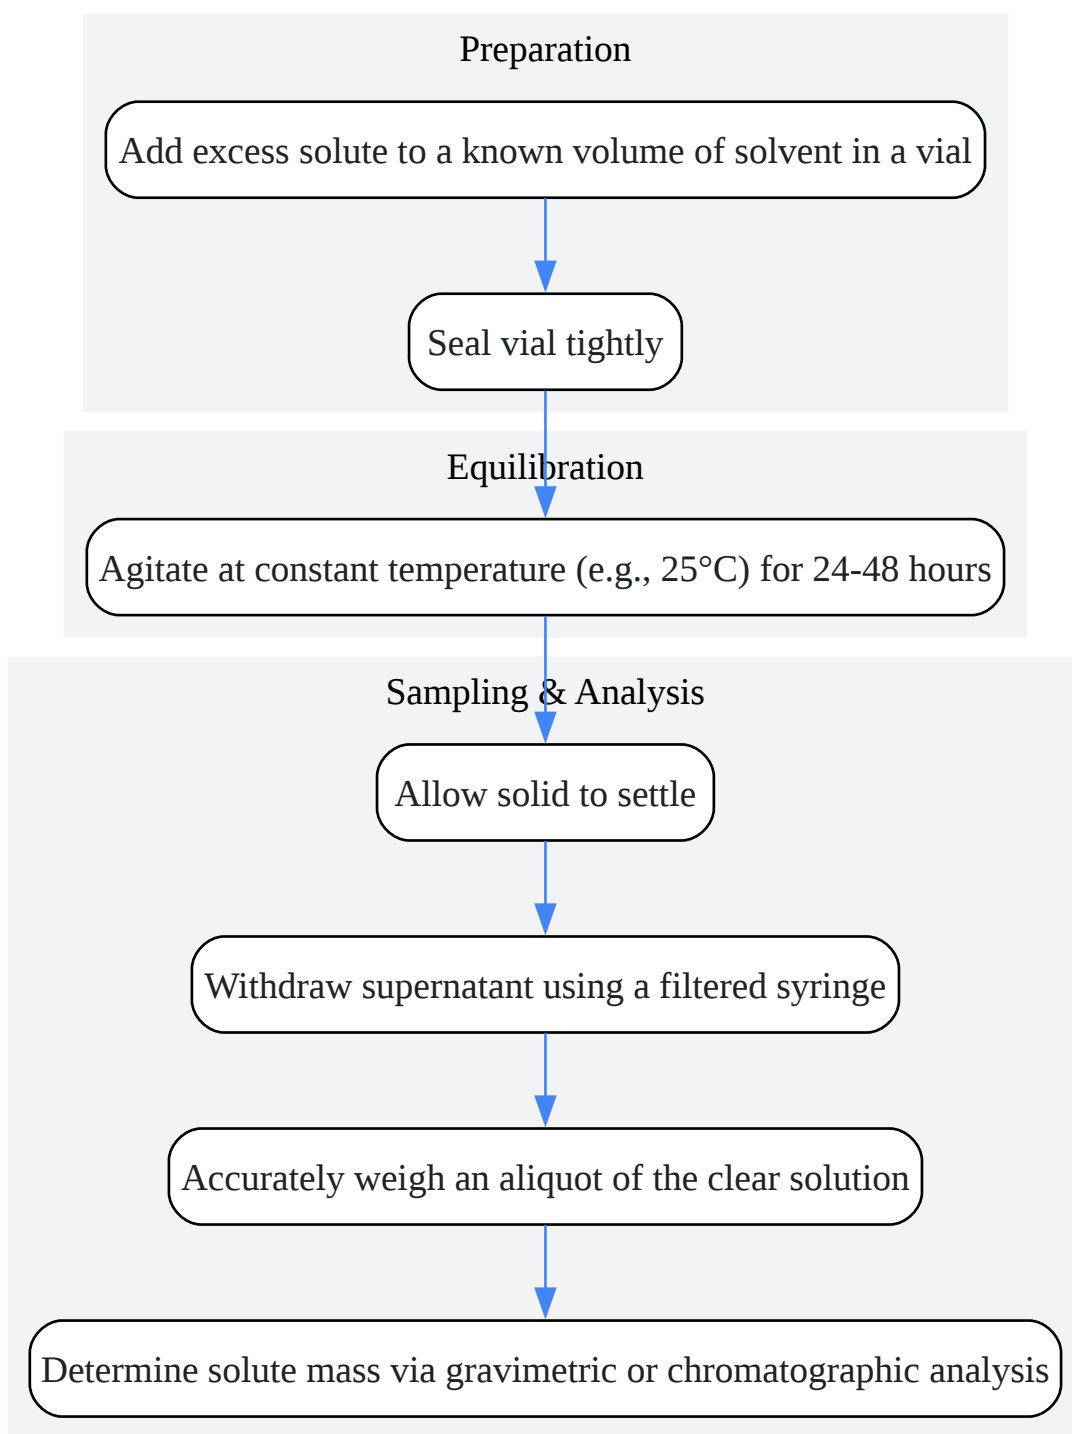 Preparation
Add excess solute to a known volume of solvent in a vial
Seal vial tightly
Equilibration
Agitate at constant temperature (e.g., 25°C) for 24-48 hours
Sampling & Analysis
Allow solid to settle
Withdraw supernatant using a filtered syringe
Accurately weigh an aliquot of the clear solution
Determine solute mass via gravimetric or chromatographic analysis